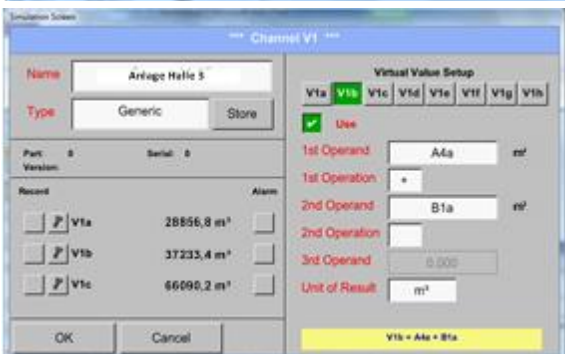 Simulation Screen
*** Channel V1 ***
Name
Anlage Halle 3
Type
Generic
Store
Part: 0 Serial: 0
Version:
Record Alarm
V1a 28856,8 m³
V1b 37233,4 m³
V1c 66090,2 m³
OK Cancel
Virtual Value Setup
V1a V1b V1c V1d V1e V1f V1g V1h
Use
1st Operand A4a m³
1st Operation +
2nd Operand B1a m³
2nd Operation
3rd Operand 0.000
Unit of Result m³
V1b = A4a + B1a